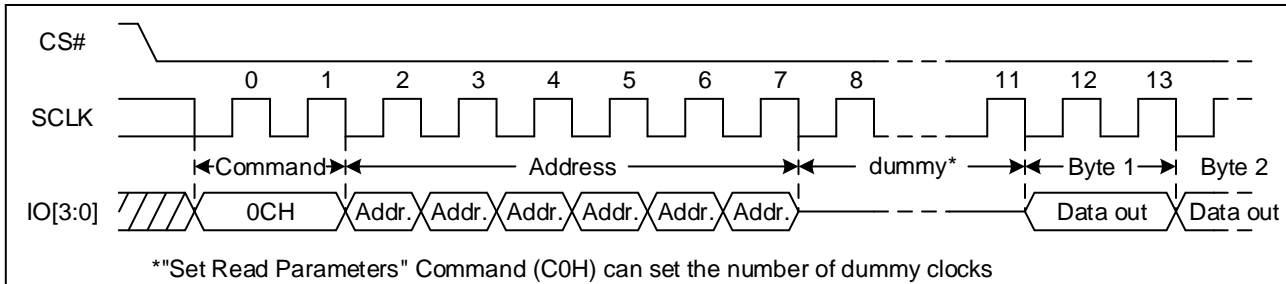 CS#
0 1 2 3 4 5 6 7 8 11 12 13
SCLK
Command Address dummy* Byte 1 Byte 2
IO[3:0] 0CH Addr. Addr. Addr. Addr. Addr. Addr. Data out Data out
*"Set Read Parameters" Command (C0H) can set the number of dummy clocks